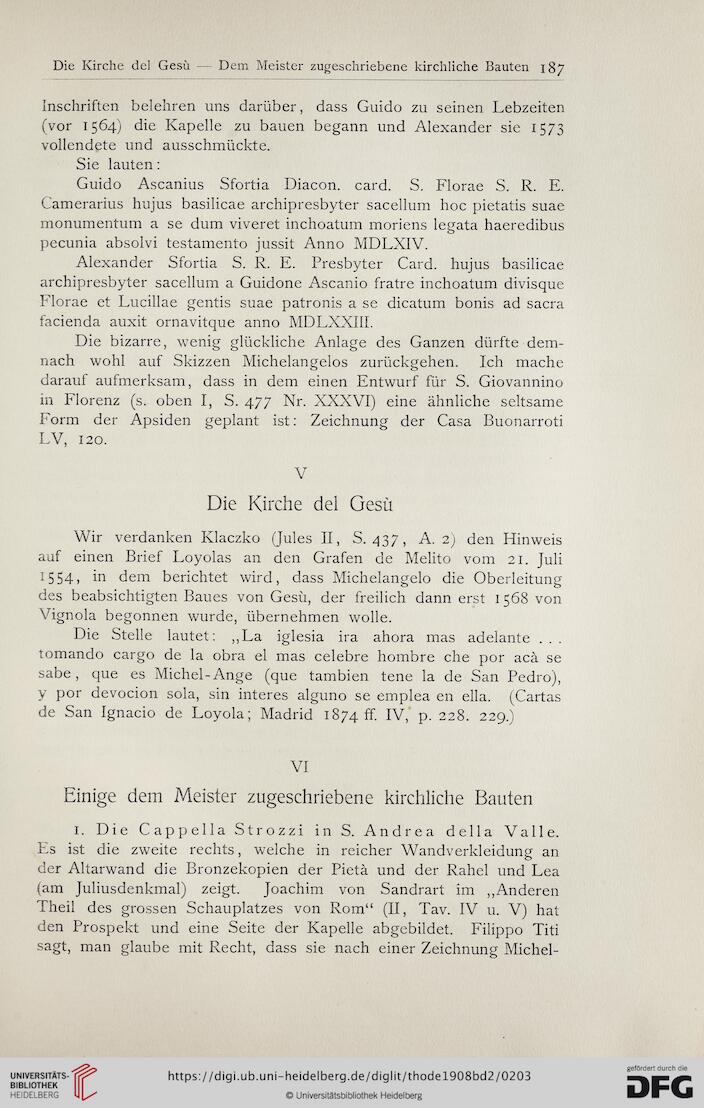 Die Kirche del Gesù — Dem Meister zugeschriebene kirchliche Bauten 187
Inschriften belehren uns darüber, dass Guido zu seinen Lebzeiten
(vor 1564) die Kapelle zu bauen begann und Alexander sie 1573
vollendete und ausschmückte.
Sie lauten:
Guido Ascanius Sfortia Diacon. card. S. Florae S. R. E.
Camerarius hujus basilicae archipresbyter sacellum hoc pietatis suae
monumentum a se dum viveret inchoatum moriens legata haeredibus
pecunia absolvi testamento jussit Anno MDLXIV.
Alexander Sfortia S. R. E. Presbyter Card. hujus basilicae
archipresbyter sacellum a Guidone Ascanio fratre inchoatum divisque
Florae et Lucillae gentis suae patronis a se dicatum bonis ad sacra
facienda auxit ornavitque anno MDLXXIII.
Die bizarre, wenig glückliche Anlage des Ganzen dürfte dem-
nach wohl auf Skizzen Michelangelos zurückgehen. Ich mache
darauf aufmerksam, dass in dem einen Entwurf für S. Giovannino
in Florenz (s. oben I, S. 477 Nr. XXXVI) eine ähnliche seltsame
Form der Apsiden geplant ist: Zeichnung der Casa Buonarroti
LV, 120.
V
Die Kirche del Gesù
Wir verdanken Klaczko (Jules II, S. 437, A. 2) den Hinweis
auf einen Brief Loyolas an den Grafen de Melito vom 21. Juli
1554, in dem berichtet wird, dass Michelangelo die Oberleitung
des beabsichtigten Baues von Gesù, der freilich dann erst 1568 von
Vignola begonnen wurde, übernehmen wolle.
Die Stelle lautet: „La iglesia ira ahora mas adelante . . .
tomando cargo de la obra el mas celebre hombre che por acà se
sabe, que es Michel-Ange (que tambien tene la de San Pedro),
y por devocion sola, sin interes alguno se emplea en ella. (Cartas
de San Ignacio de Loyola; Madrid 1874 ff. IV, p. 228. 229.)
VI
Einige dem Meister zugeschriebene kirchliche Bauten
1. Die Cappella Strozzi in S. Andrea della Valle.
Es ist die zweite rechts, welche in reicher Wandverkleidung an
der Altarwand die Bronzekopien der Pietà und der Rahel und Lea
(am Juliusdenkmal) zeigt. Joachim von Sandrart im „Anderen
Theil des grossen Schauplatzes von Rom“ (II, Tav. IV u. V) hat
den Prospekt und eine Seite der Kapelle abgebildet. Filippo Titi
sagt, man glaube mit Recht, dass sie nach einer Zeichnung Michel-
UNIVERSITÄTS-
BIBLIOTHEK
HEIDELBERG
https://digi.ub.uni-heidelberg.de/diglit/thode1908bd2/0203
© Universitätsbibliothek Heidelberg
gefördert durch die
DFG